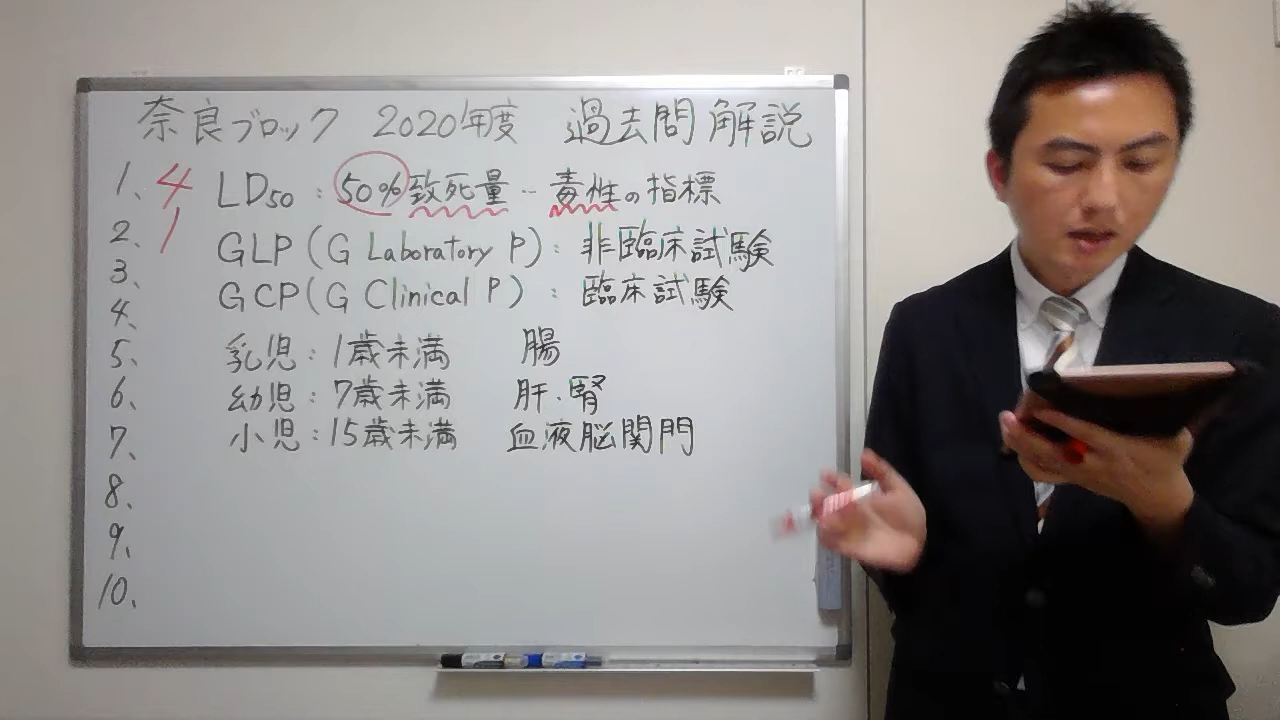 奈良ブロック 2020年度 過去問解説
1. 4 LD50 : 50%致死量 … 毒性の指標
2. 1 GLP (G Laboratory P) : 非臨床試験
3. GCP (G Clinical P) : 臨床試験
4.
5. 乳児 : 1歳未満 腸
6. 幼児 : 7歳未満 肝.腎
7. 小児 : 15歳未満 血液脳関門
8.
9.
10.